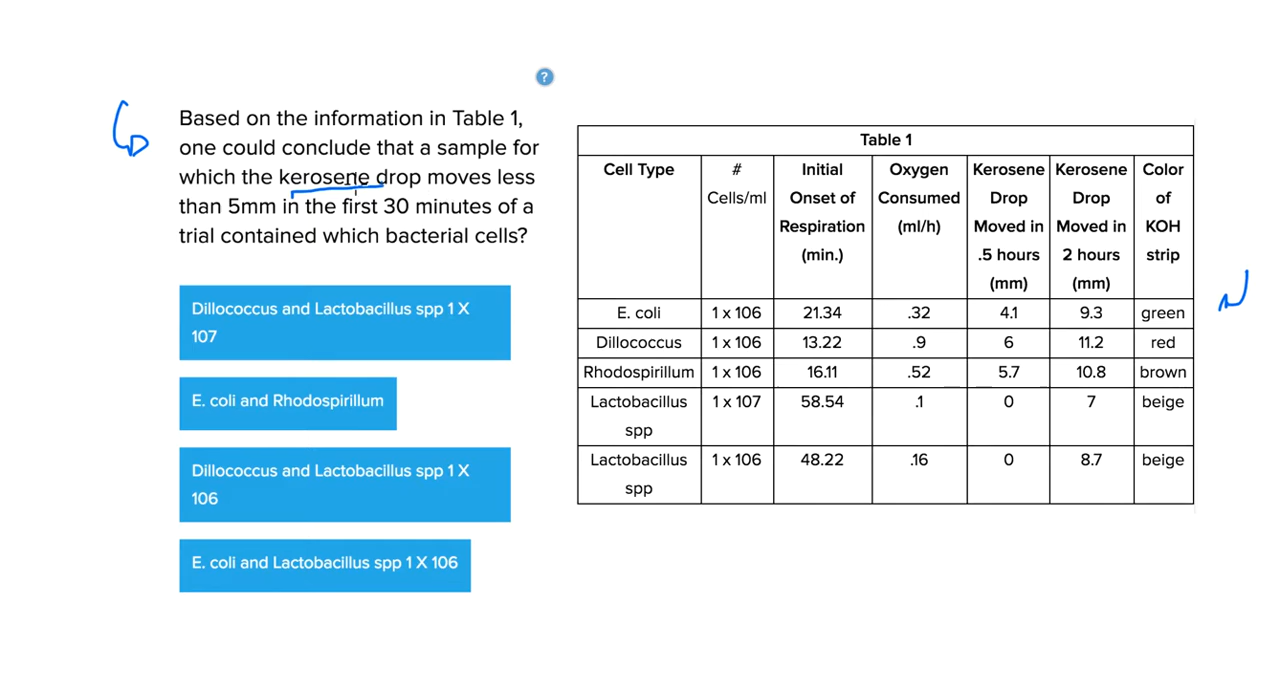 ?
Based on the information in Table 1,
one could conclude that a sample for
which the kerosene drop moves less
than 5mm in the first 30 minutes of a
trial contained which bacterial cells?
Dillococcus and Lactobacillus spp 1 X
107
E. coli and Rhodospirillum
Dillococcus and Lactobacillus spp 1 X
106
E. coli and Lactobacillus spp 1 X 106
Table 1
Cell Type # Initial Oxygen Kerosene Kerosene Color
Cells/ml Onset of Consumed Drop Drop of
Respiration (ml/h) Moved in Moved in KOH
(min.) .5 hours 2 hours strip
(mm) (mm)
E. coli 1 x 106 21.34 .32 4.1 9.3 green
Dillococcus 1 x 106 13.22 .9 6 11.2 red
Rhodospirillum 1 x 106 16.11 .52 5.7 10.8 brown
Lactobacillus 1 x 107 58.54 .1 0 7 beige
spp
Lactobacillus 1 x 106 48.22 .16 0 8.7 beige
spp